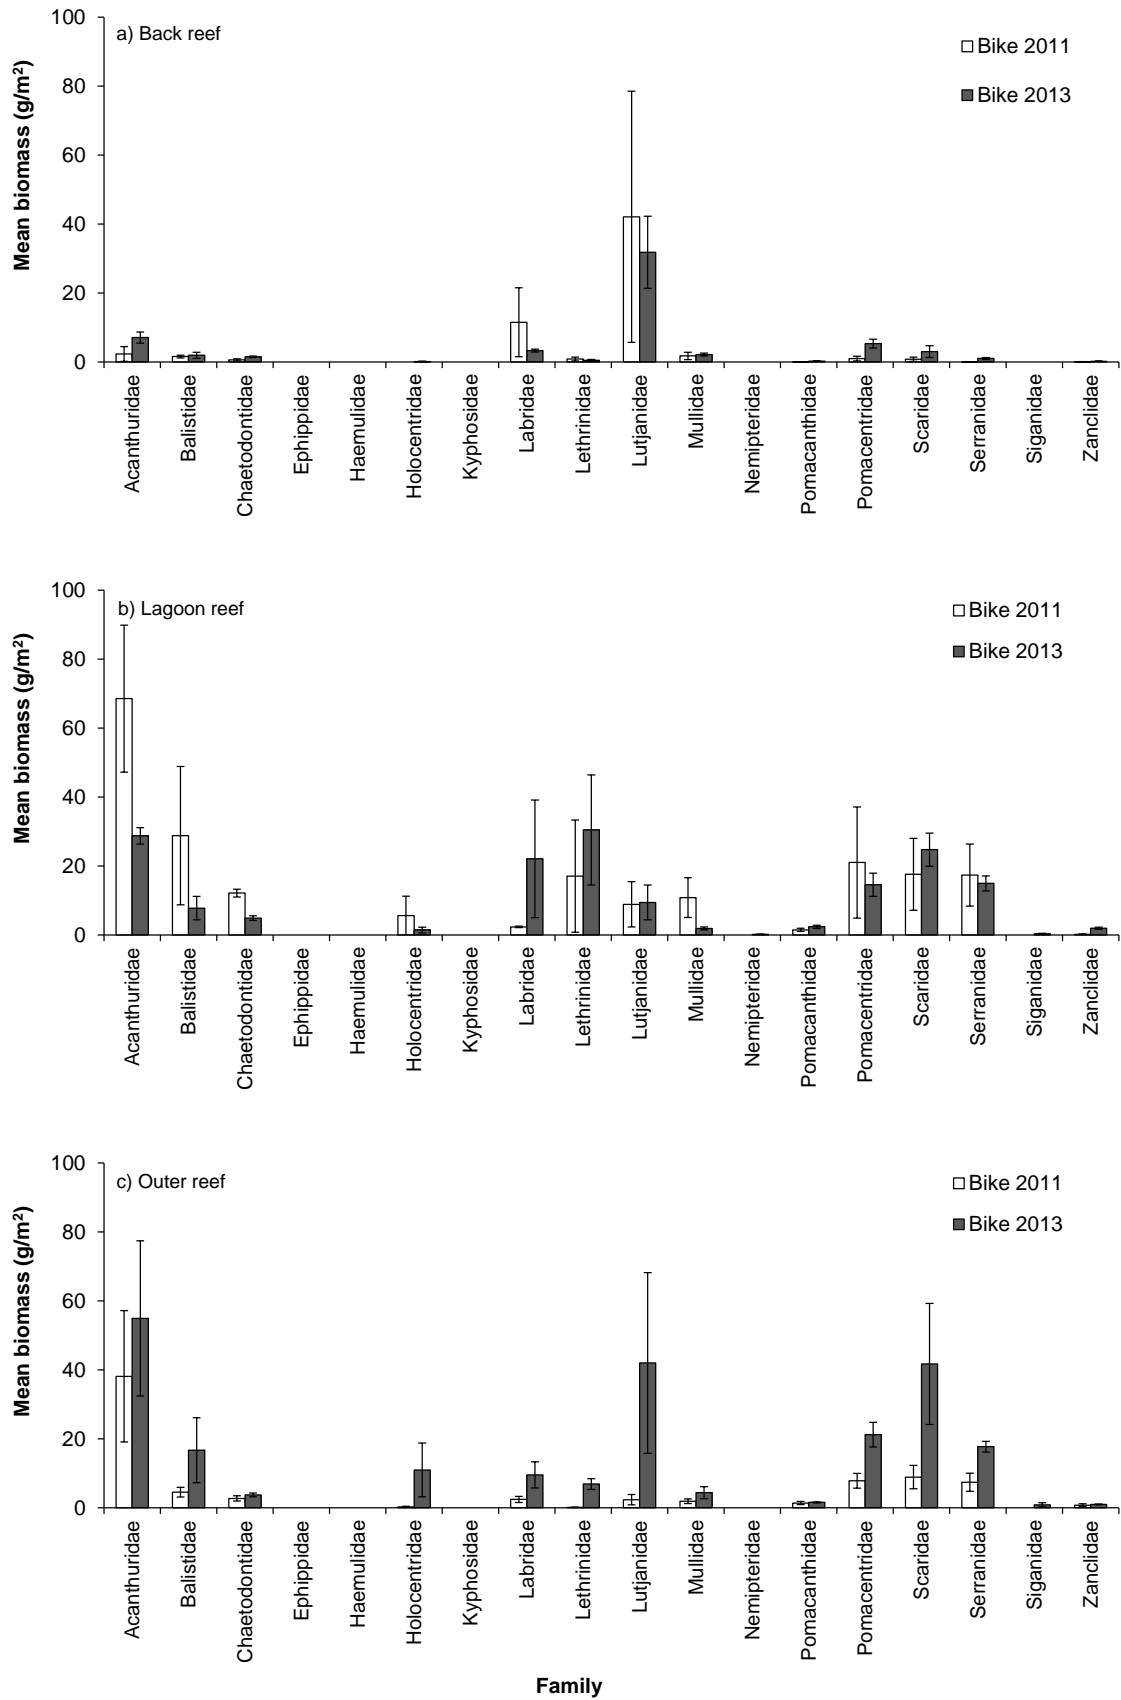 a) Back reef
Bike 2011
Bike 2013
Mean biomass (g/m²)
100
80
60
40
20
0
Acanthuridae
Balistidae
Chaetodontidae
Ephippidae
Haemulidae
Holocentridae
Kyphosidae
Labridae
Lethrinidae
Lutjanidae
Mullidae
Nemipteridae
Pomacanthidae
Pomacentridae
Scaridae
Serranidae
Siganidae
Zanclidae
b) Lagoon reef
Bike 2011
Bike 2013
Mean biomass (g/m²)
100
80
60
40
20
0
Acanthuridae
Balistidae
Chaetodontidae
Ephippidae
Haemulidae
Holocentridae
Kyphosidae
Labridae
Lethrinidae
Lutjanidae
Mullidae
Nemipteridae
Pomacanthidae
Pomacentridae
Scaridae
Serranidae
Siganidae
Zanclidae
c) Outer reef
Bike 2011
Bike 2013
Mean biomass (g/m²)
100
80
60
40
20
0
Acanthuridae
Balistidae
Chaetodontidae
Ephippidae
Haemulidae
Holocentridae
Kyphosidae
Labridae
Lethrinidae
Lutjanidae
Mullidae
Nemipteridae
Pomacanthidae
Pomacentridae
Scaridae
Serranidae
Siganidae
Zanclidae
Family